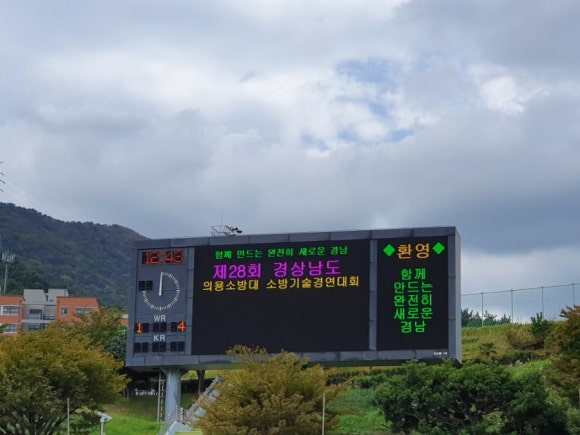 12:43
함께 만드는 완전히 새로운 경남
제28회 경상남도
의용소방대 소방기술경연대회
WR
1 4
KR
◆환영◆
함께
만드는
완전히
새로운
경남